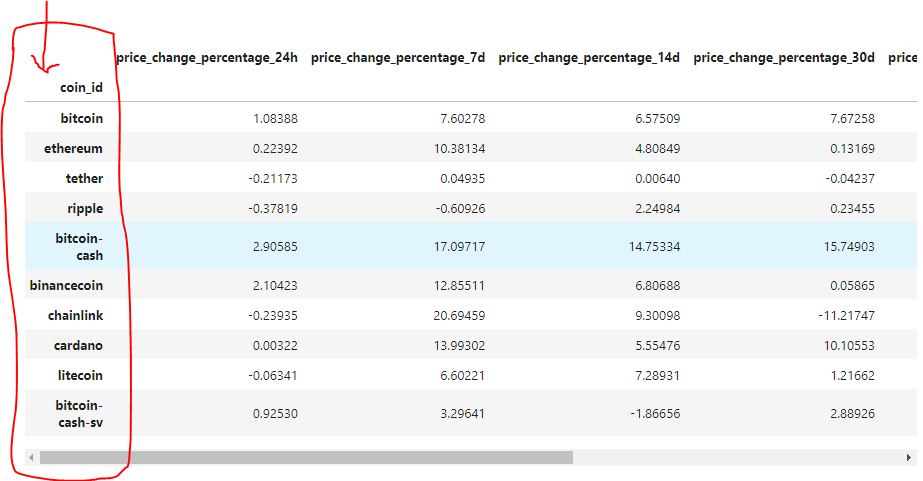 price_change_percentage_24h price_change_percentage_7d price_change_percentage_14d price_change_percentage_30d price
coin_id
bitcoin 1.08388 7.60278 6.57509 7.67258
ethereum 0.22392 10.38134 4.80849 0.13169
tether -0.21173 0.04935 0.00640 -0.04237
ripple -0.37819 -0.60926 2.24984 0.23455
bitcoin-
cash 2.90585 17.09717 14.75334 15.74903
binancecoin 2.10423 12.85511 6.80688 0.05865
chainlink -0.23935 20.69459 9.30098 -11.21747
cardano 0.00322 13.99302 5.55476 10.10553
litecoin -0.06341 6.60221 7.28931 1.21662
bitcoin-
cash-sv 0.92530 3.29641 -1.86656 2.88926